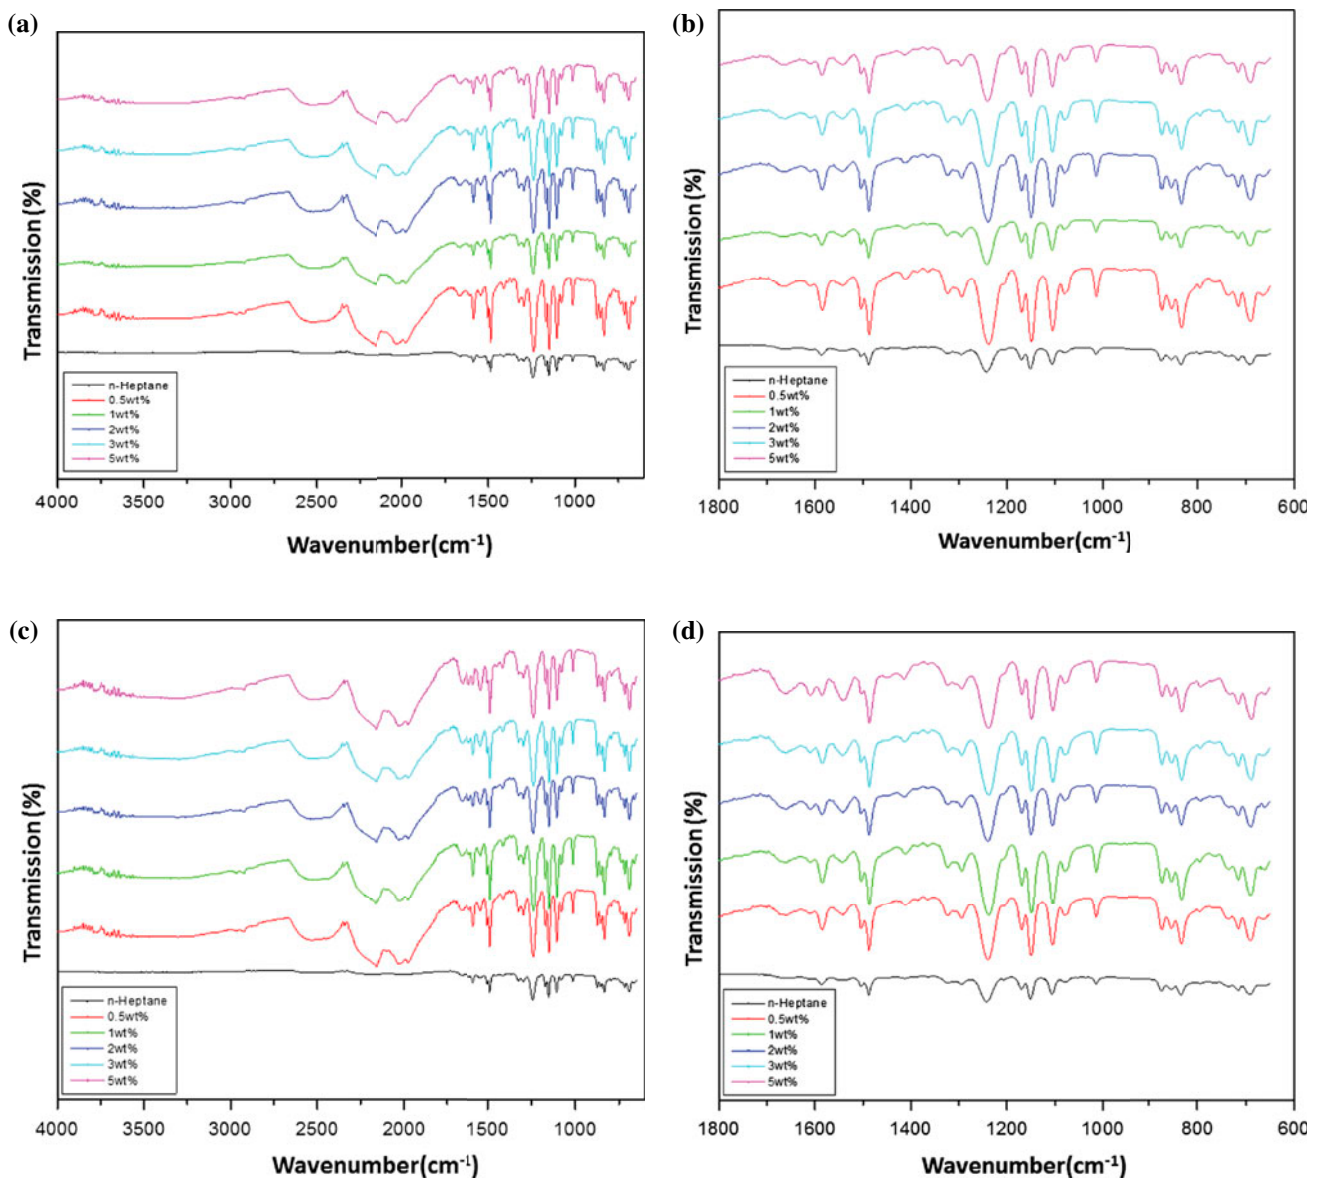 (a)
Transmission (%)
n-Heptane
0.5wt%
1wt%
2wt%
3wt%
5wt%
4000 3500 3000 2500 2000 1500 1000
Wavenumber(cm-1)
(b)
Transmission (%)
n-Heptane
0.5wt%
1wt%
2wt%
3wt%
5wt%
1800 1600 1400 1200 1000 800 600
Wavenumber(cm-1]
(c)
Transmission (%)
n-Heptane
0.5wt%
1wt%
2wt%
3wt%
5wt%
4000 3500 3000 2500 2000 1500 1000
Wavenumber(cm-1)
(d)
Transmission (%)
n-Heptane
0.5wt%
1wt%
2wt%
3wt%
5wt%
1800 1600 1400 1200 1000 800 600
Wavenumber(cm-1)